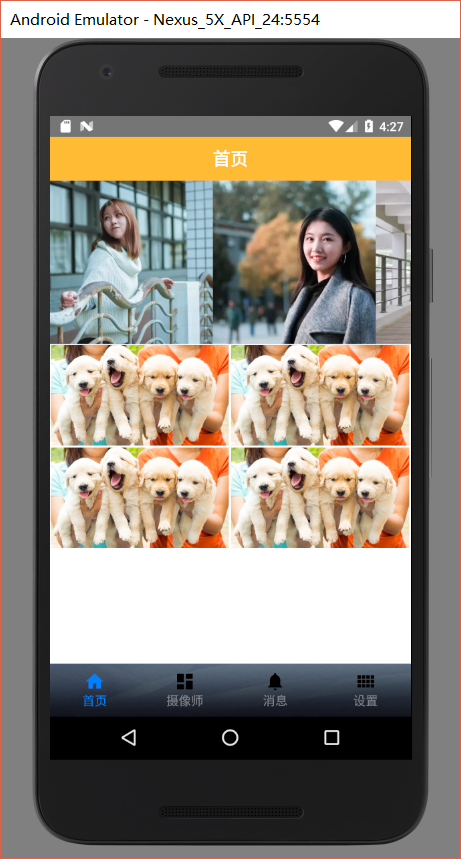 Android Emulator - Nexus_5X_API_24:5554
4:27
首页
首页
摄像师
消息
设置